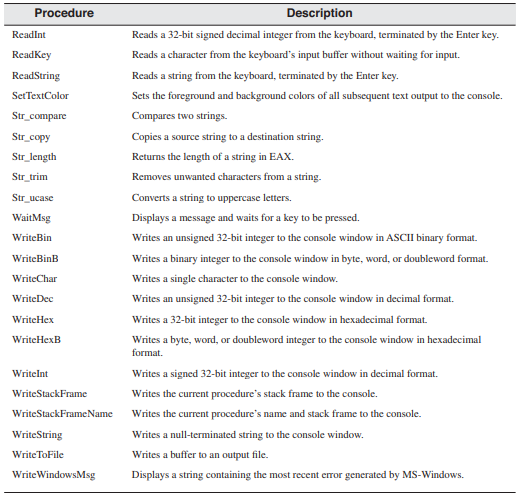 Procedure Description
ReadInt Reads a 32-bit signed decimal integer from the keyboard, terminated by the Enter key.
ReadKey Reads a character from the keyboard's input buffer without waiting for input.
ReadString Reads a string from the keyboard, terminated by the Enter key.
SetTextColor Sets the foreground and background colors of all subsequent text output to the console.
Str_compare Compares two strings.
Str_copy Copies a source string to a destination string.
Str_length Returns the length of a string in EAX.
Str_trim Removes unwanted characters from a string.
Str_ucase Converts a string to uppercase letters.
WaitMsg Displays a message and waits for a key to be pressed.
WriteBin Writes an unsigned 32-bit integer to the console window in ASCII binary format.
WriteBinB Writes a binary integer to the console window in byte, word, or doubleword format.
WriteChar Writes a single character to the console window.
WriteDec Writes an unsigned 32-bit integer to the console window in decimal format.
WriteHex Writes a 32-bit integer to the console window in hexadecimal format.
WriteHexB Writes a byte, word, or doubleword integer to the console window in hexadecimal
format.
WriteInt Writes a signed 32-bit integer to the console window in decimal format.
WriteStackFrame Writes the current procedure's stack frame to the console.
WriteStackFrameName Writes the current procedure's name and stack frame to the console.
WriteString Writes a null-terminated string to the console window.
WriteToFile Writes a buffer to an output file.
WriteWindowsMsg Displays a string containing the most recent error generated by MS-Windows.